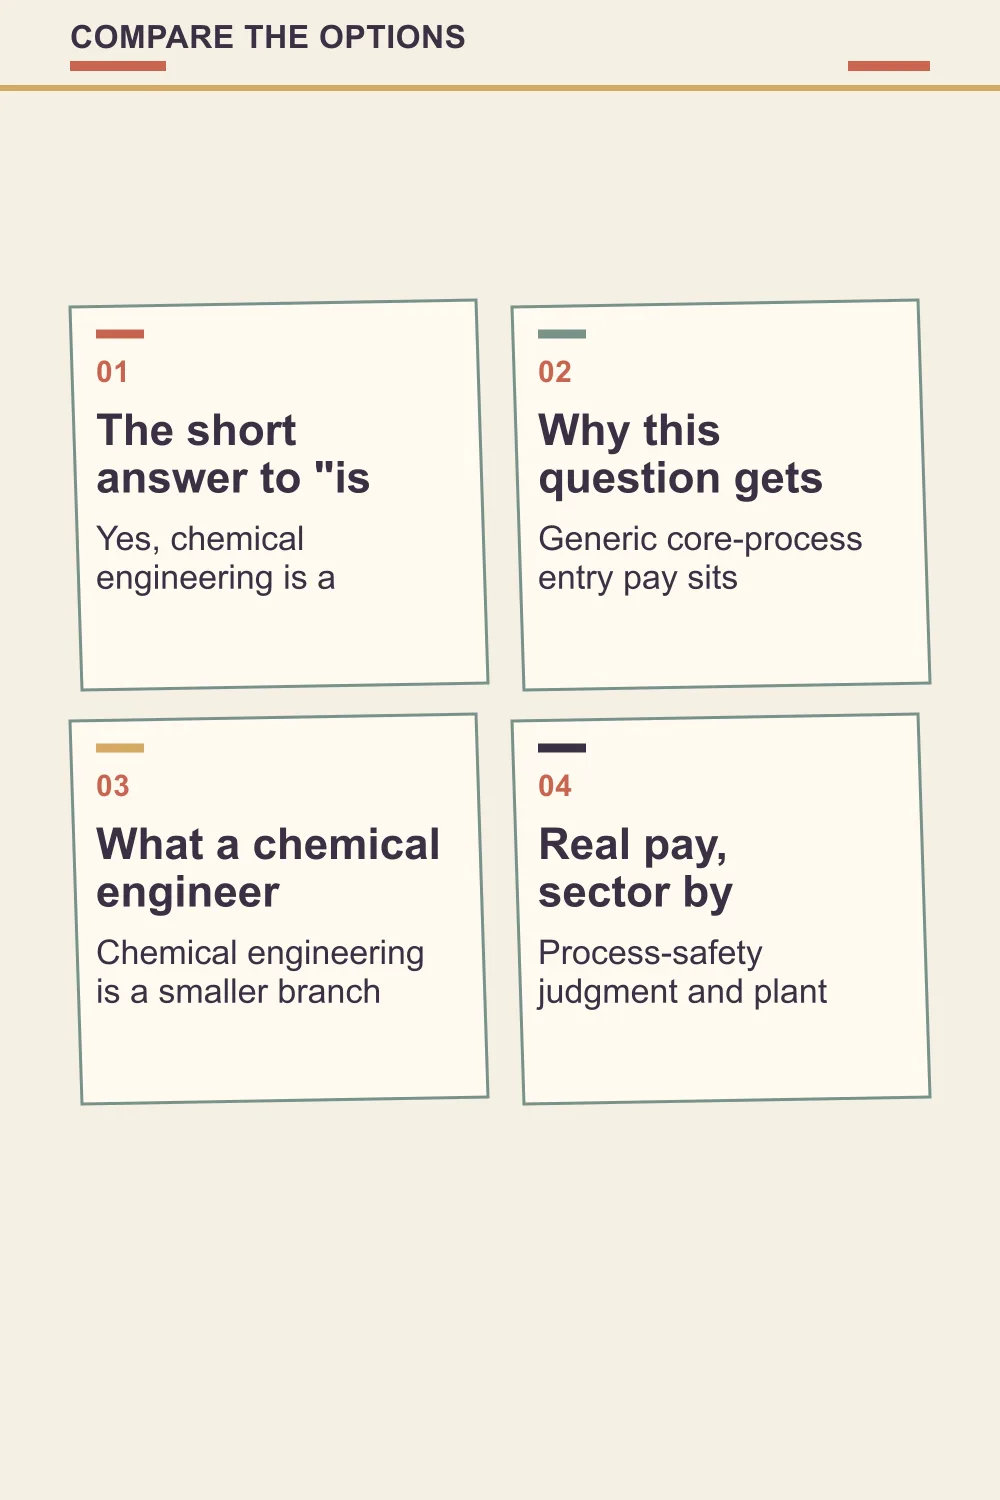 COMPARE THE OPTIONS
01
The short
answer to "is
Yes, chemical
engineering is a
02
Why this
question gets
Generic core-process
entry pay sits
03
What a chemical
engineer
Chemical engineering
is a smaller branch
04
Real pay,
sector by
Process-safety
judgment and plant